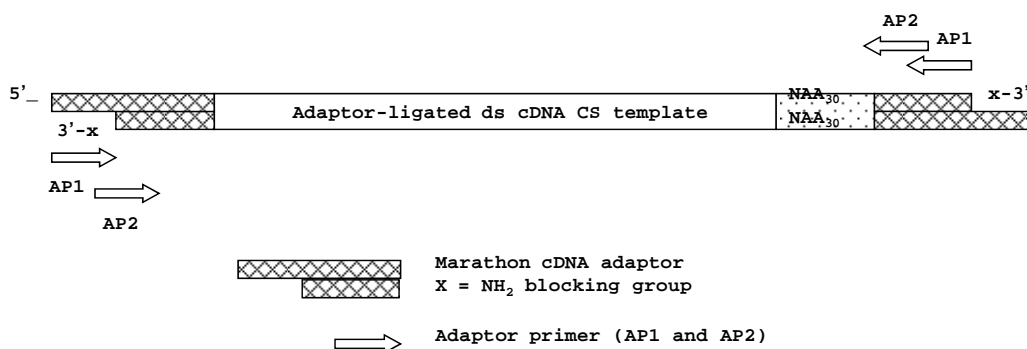 AP2
AP1
5'_
x-3'
NAA30
Adaptor-ligated ds cDNA CS template
NAA30
3'-x
AP1
AP2
Marathon cDNA adaptor
X = NH2 blocking group
Adaptor primer (AP1 and AP2)